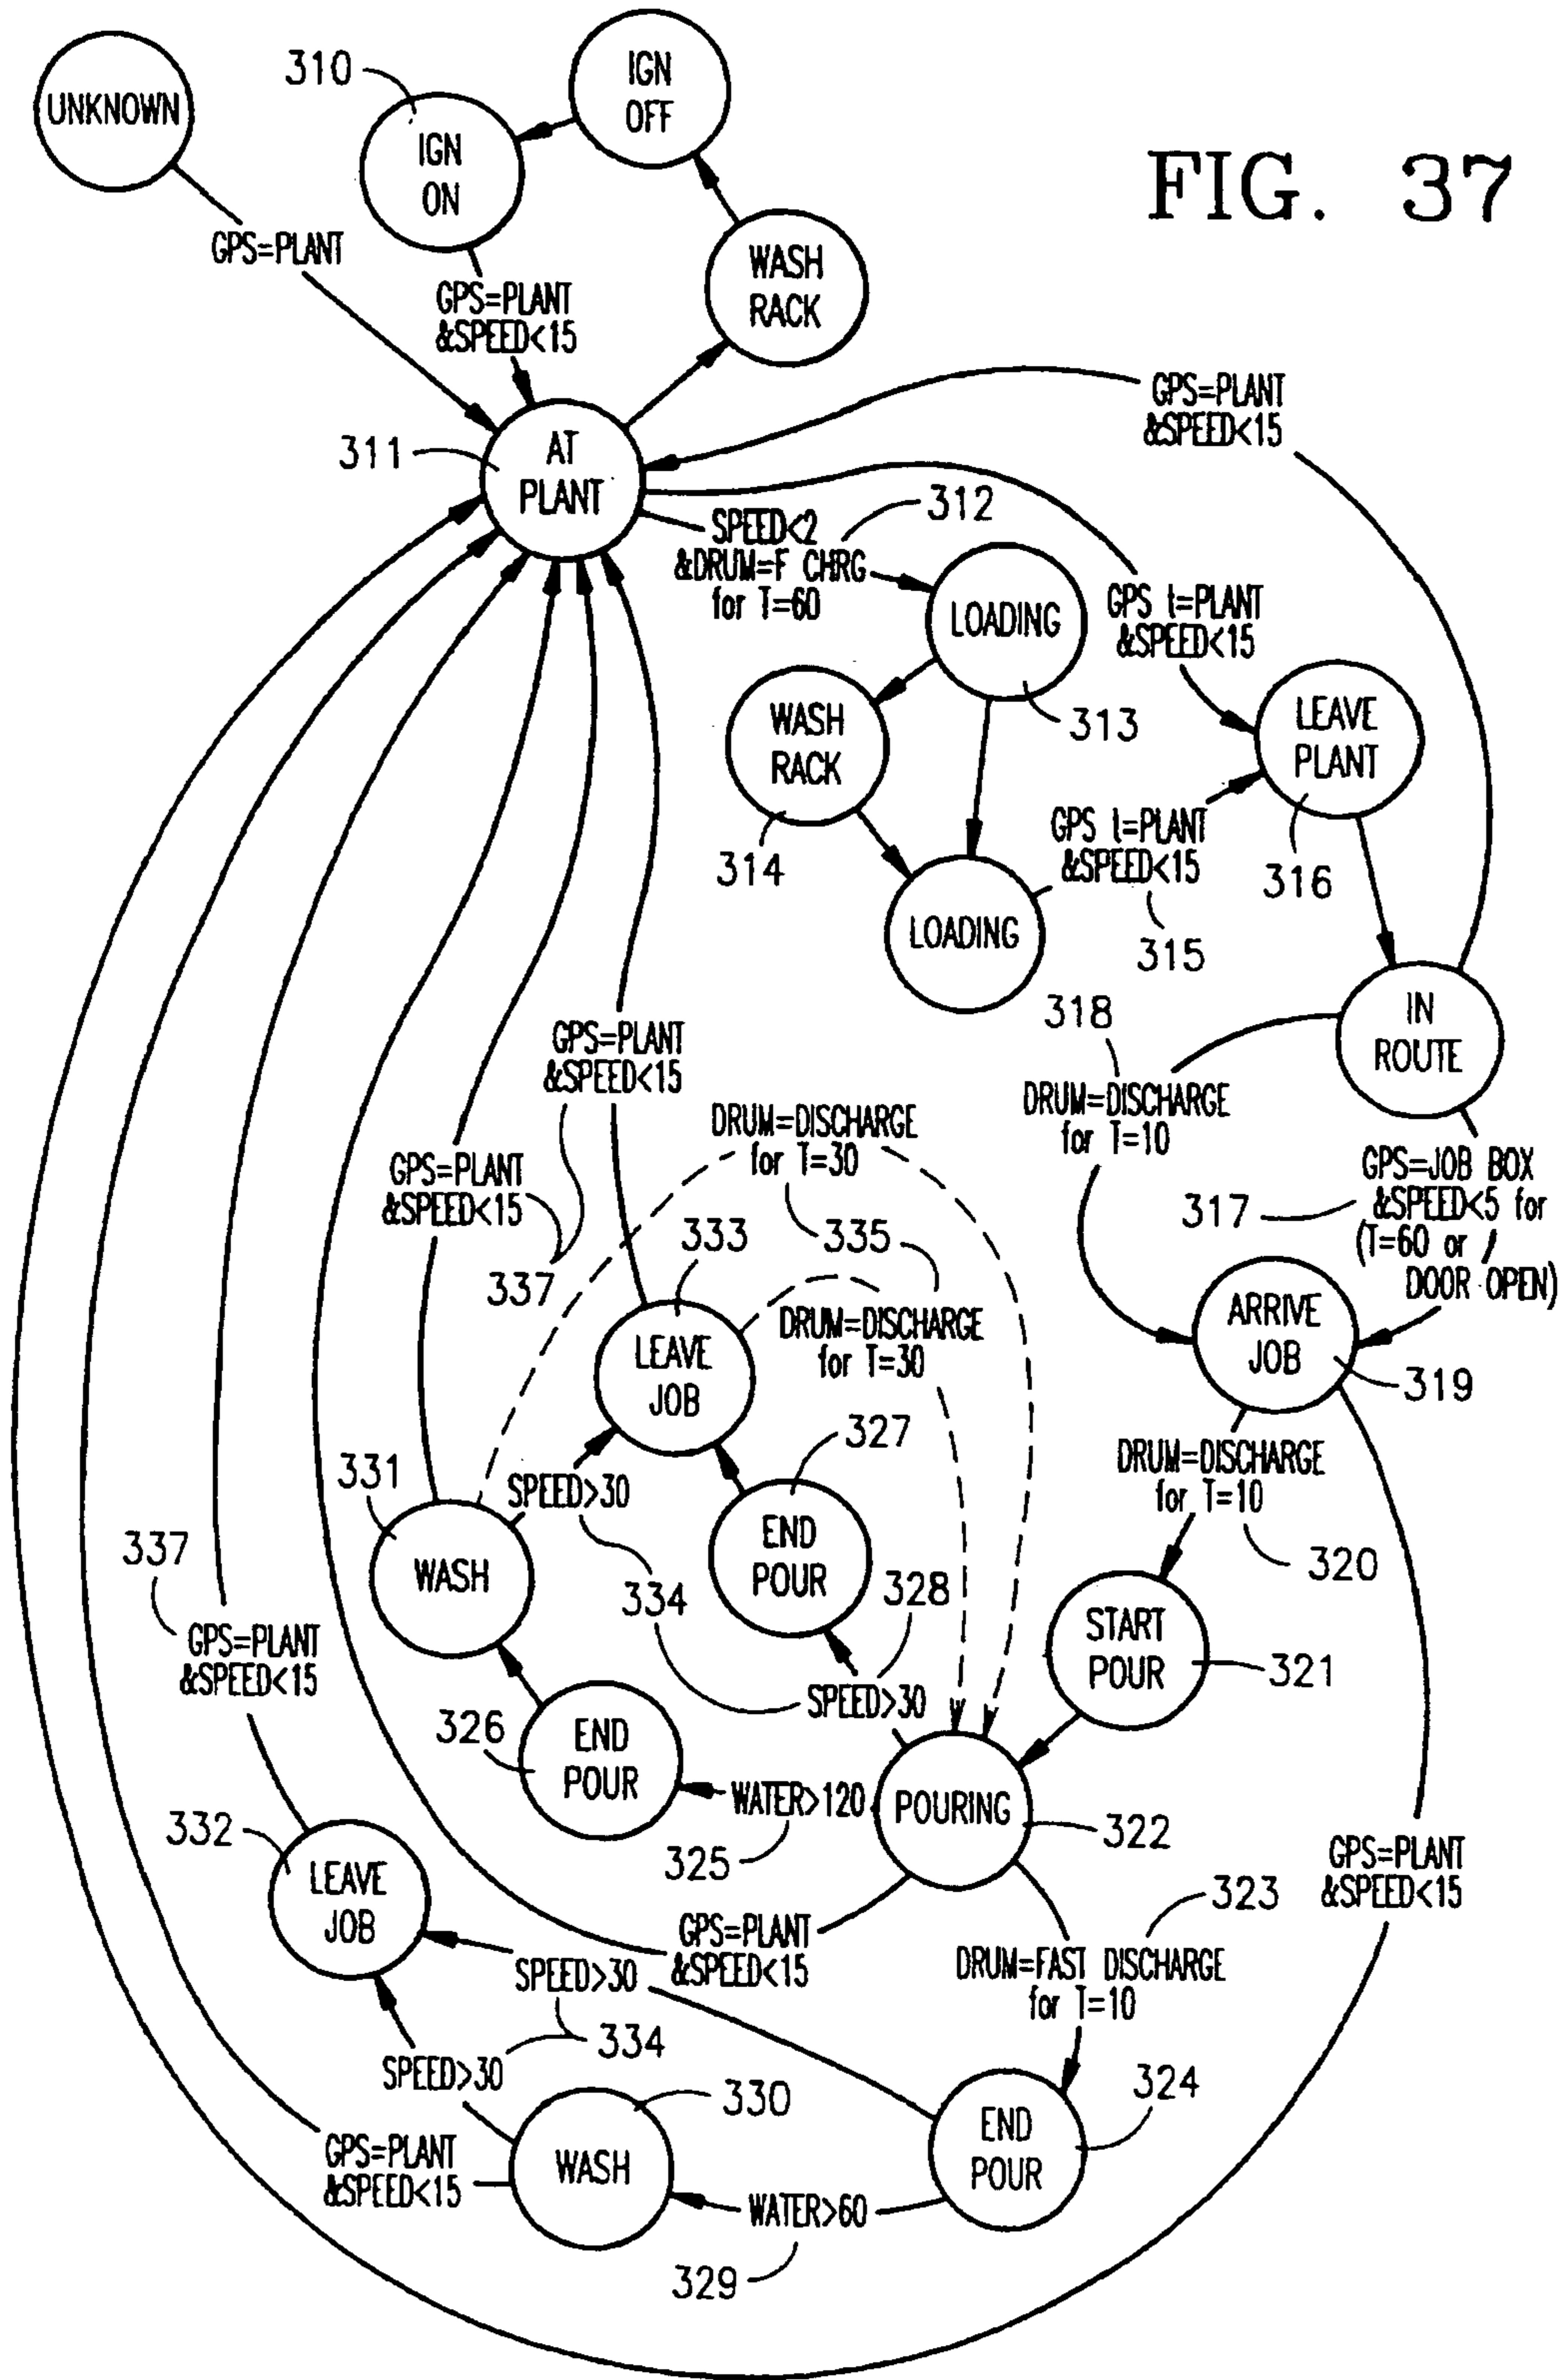 FIG. 37
UNKNOWN
310
IGN
ON
IGN
OFF
WASH
RACK
GPS=PLANT
GPS=PLANT
&SPEED<15
311
AT
PLANT
GPS=PLANT
&SPEED<15
SPEED<2
&DRUM=F CHRG
for T=60
312
LOADING
313
GPS t=PLANT
&SPEED<15
WASH
RACK
314
LEAVE
PLANT
316
GPS l=PLANT
&SPEED<15
315
LOADING
IN
ROUTE
318
DRUM=DISCHARGE
for T=10
GPS=PLANT
&SPEED<15
DRUM=DISCHARGE
for T=30
GPS=PLANT
&SPEED<15
337
317
GPS=JOB BOX
&SPEED<5 for
(T=60 or
DOOR OPEN)
333
335
LEAVE
JOB
DRUM=DISCHARGE
for T=30
ARRIVE
JOB
319
327
DRUM=DISCHARGE
for T=10
320
331
SPEED>30
END
POUR
WASH
334
328
START
POUR
321
337
GPS=PLANT
&SPEED<15
SPEED>30
326
END
POUR
WATER>120
325
POURING
322
332
LEAVE
JOB
GPS=PLANT
&SPEED<15
323
GPS=PLANT
&SPEED<15
DRUM=FAST DISCHARGE
for T=10
SPEED>30
334
SPEED>30
330
324
END
POUR
GPS=PLANT
&SPEED<15
WASH
WATER>60
329